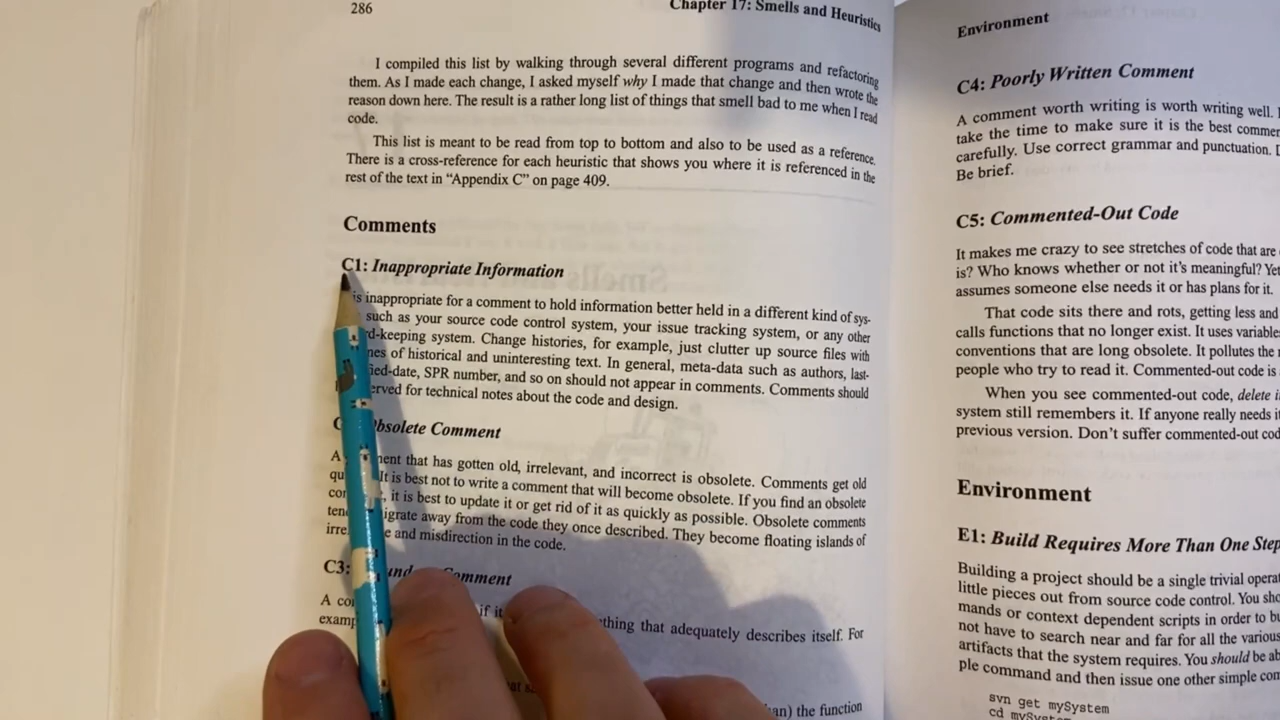 286
Chapter 17: Smells and Heuristics
I compiled this list by walking through several different programs and refactoring
them. As I made each change, I asked myself why I made that change and then wrote the
reason down here. The result is a rather long list of things that smell bad to me when I read
code.
This list is meant to be read from top to bottom and also to be used as a reference.
There is a cross-reference for each heuristic that shows you where it is referenced in the
rest of the text in “Appendix C” on page 409.
Comments
C1: Inappropriate Information
is inappropriate for a comment to hold information better held in a different kind of sys-
such as your source code control system, your issue tracking system, or any other
d-keeping system. Change histories, for example, just clutter up source files with
of historical and uninteresting text. In general, meta-data such as authors, last-
ied-date, SPR number, and so on should not appear in comments. Comments should
erved for technical notes about the code and design.
Obsolete Comment
A ment that has gotten old, irrelevant, and incorrect is obsolete. Comments get old
qu It is best not to write a comment that will become obsolete. If you find an obsolete
it is best to update it or get rid of it as quickly as possible. Obsolete comments
ten igrate away from the code they once described. They become floating islands of
irre e and misdirection in the code.
C3: Comment
A if it thing that adequately describes itself. For
examp
an) the function
Environment
C4: Poorly Written Comment
A comment worth writing is worth writing well.
take the time to make sure it is the best comme
carefully. Use correct grammar and punctuation.
Be brief.
C5: Commented-Out Code
It makes me crazy to see stretches of code that are
is? Who knows whether or not it’s meaningful? Yet
assumes someone else needs it or has plans for it.
That code sits there and rots, getting less and
calls functions that no longer exist. It uses variable
conventions that are long obsolete. It pollutes the
people who try to read it. Commented-out code is
When you see commented-out code, delete i
system still remembers it. If anyone really needs it
previous version. Don’t suffer commented-out cod
Environment
E1: Build Requires More Than One Step
Building a project should be a single trivial operat
little pieces out from source code control. You sho
mands or context dependent scripts in order to bu
not have to search near and far for all the various
artifacts that the system requires. You should be ab
ple command and then issue one other simple com
svn get mySystem
cd mySystem